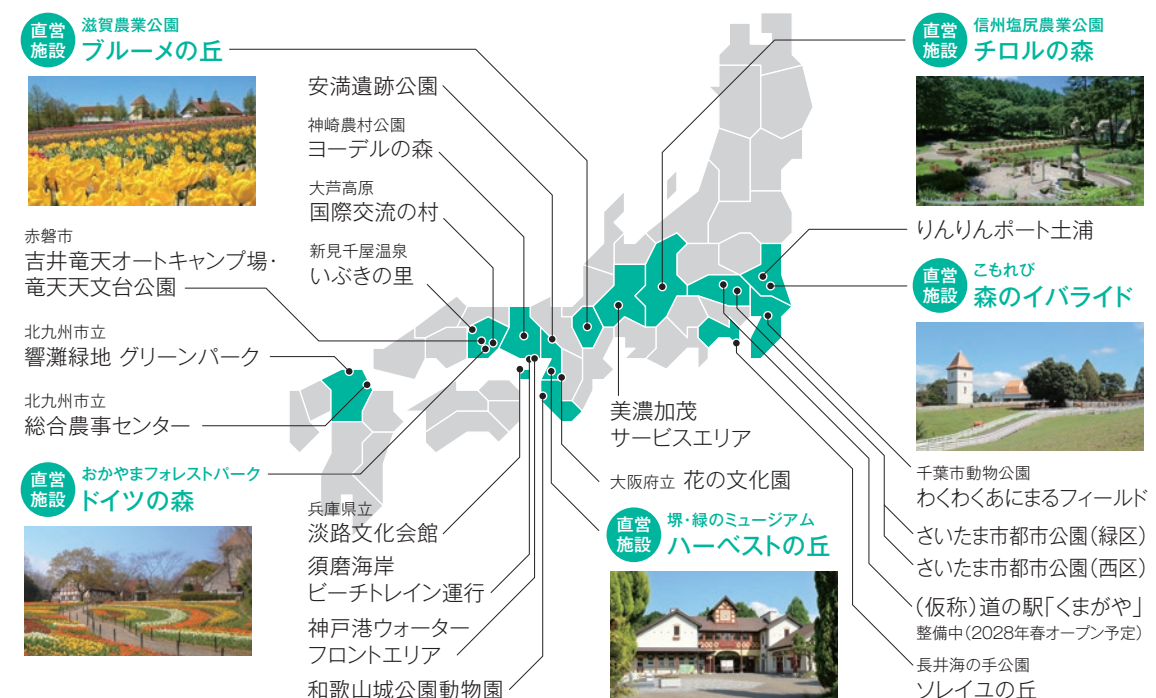 直営
施設
滋賀農業公園
ブルーメの丘
安満遺跡公園
神崎農村公園
ヨーデルの森
大芦高原
国際交流の村
新見千屋温泉
いぶきの里
赤磐市
吉井竜天オートキャンプ場・
竜天天文台公園
北九州市立
響灘緑地 グリーンパーク
北九州市立
総合農事センター
直営
施設
おかやまフォレストパーク
ドイツの森
兵庫県立
淡路文化会館
須磨海岸
ビーチトレイン運行
神戸港ウォーター
フロントエリア
和歌山城公園動物園
美濃加茂
サービスエリア
大阪府立 花の文化園
直営
施設
堺・緑のミュージアム
ハーベストの丘
直営
施設
信州塩尻農業公園
チロルの森
りんりんポート土浦
直営
施設
こもれび
森のイバライド
千葉市動物公園
わくわくあにまるフィールド
さいたま市都市公園(緑区)
さいたま市都市公園(西区)
(仮称)道の駅「くまがや」
整備中(2028年春オープン予定)
長井海の手公園
ソレイユの丘